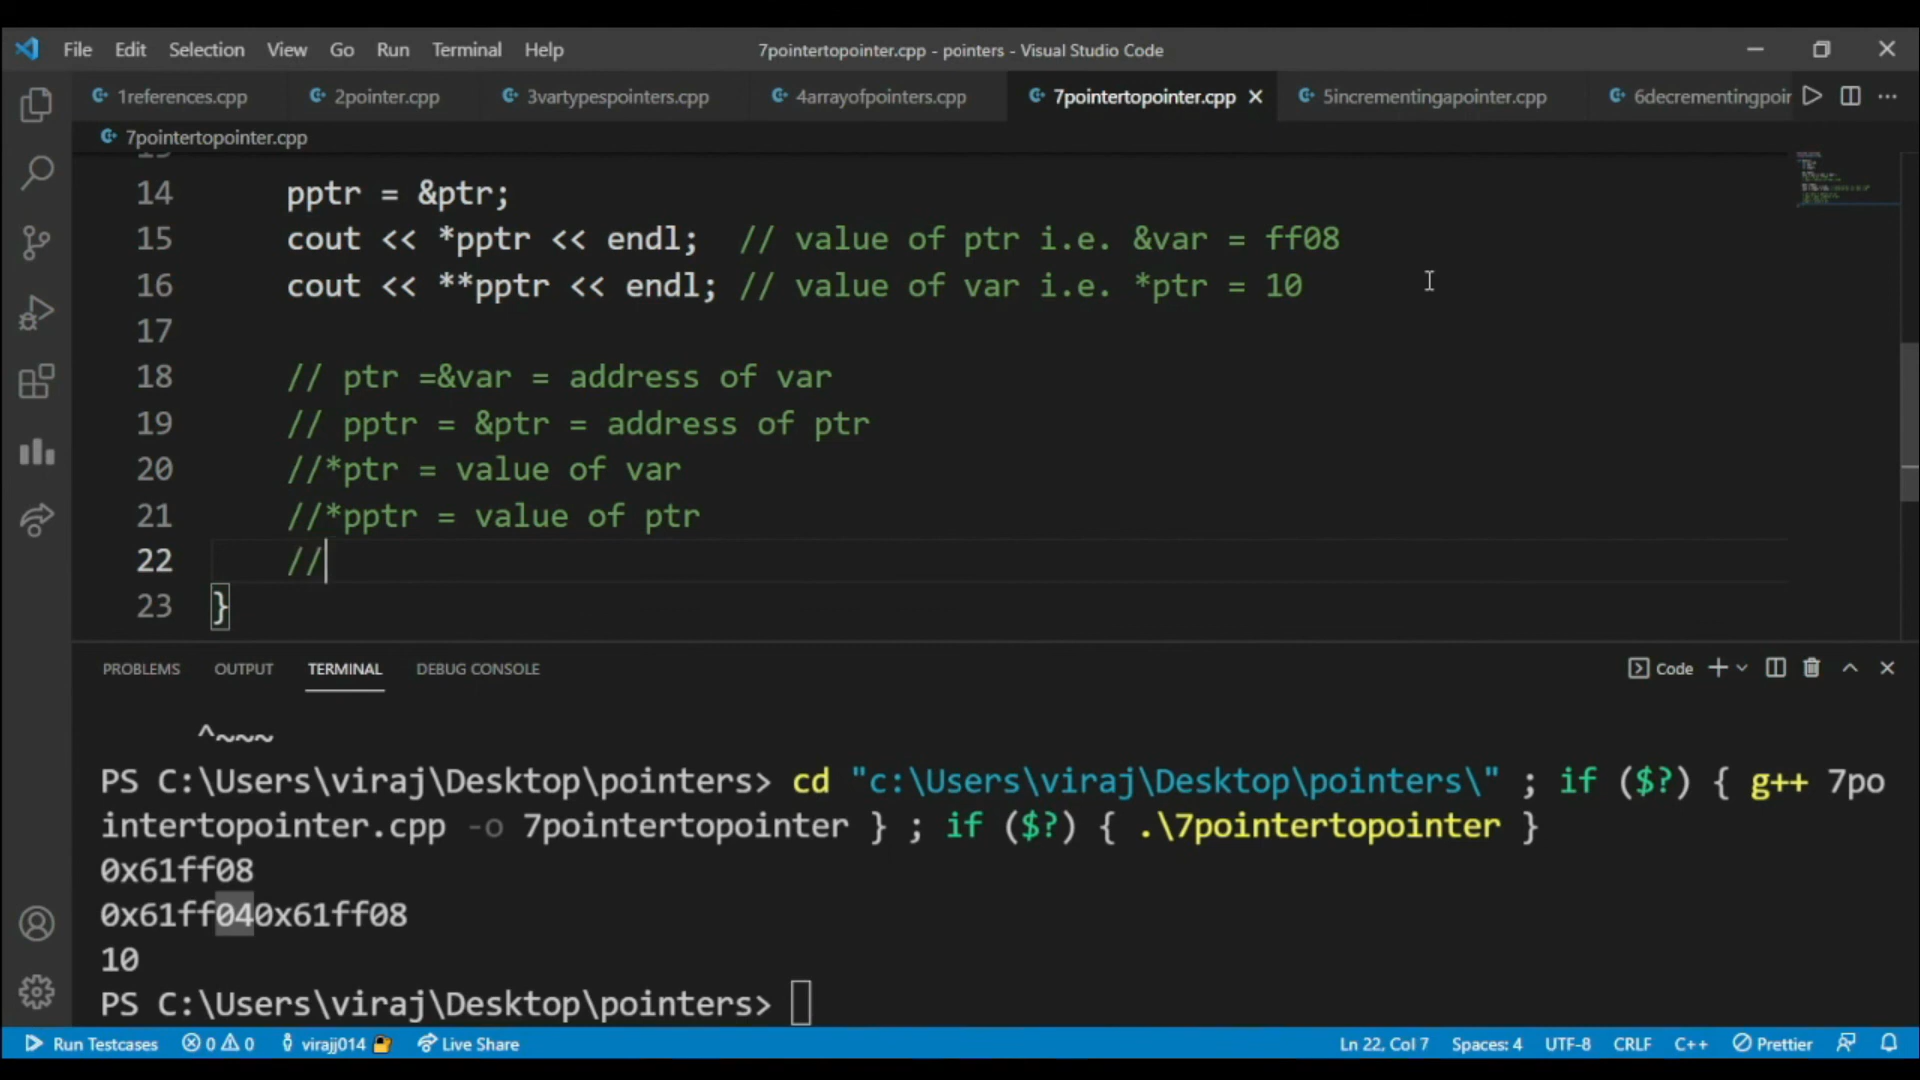 File Edit Selection View Go Run Terminal Help 7pointertopointer.cpp - pointers - Visual Studio Code
1references.cpp 2pointer.cpp 3vartypespointers.cpp 4arrayofpointers.cpp 7pointertopointer.cpp 5incrementingapointer.cpp 6decrementingpoir
7pointertopointer.cpp
14 pptr = &ptr;
15 cout << *pptr << endl; // value of ptr i.e. &var = ff08
16 cout << **pptr << endl; // value of var i.e. *ptr = 10
17
18 // ptr =&var = address of var
19 // pptr = &ptr = address of ptr
20 //*ptr = value of var
21 //*pptr = value of ptr
22 //
23 }
PROBLEMS OUTPUT TERMINAL DEBUG CONSOLE Code
^~~~
PS C:\Users\viraj\Desktop\pointers> cd "c:\Users\viraj\Desktop\pointers\" ; if ($?) { g++ 7po
intertopointer.cpp -o 7pointertopointer } ; if ($?) { .\7pointertopointer }
0x61ff08
0x61ff040x61ff08
10
PS C:\Users\viraj\Desktop\pointers>
Run Testcases 0 0 virajj014 Live Share Ln 22, Col 7 Spaces: 4 UTF-8 CRLF C++ Prettier